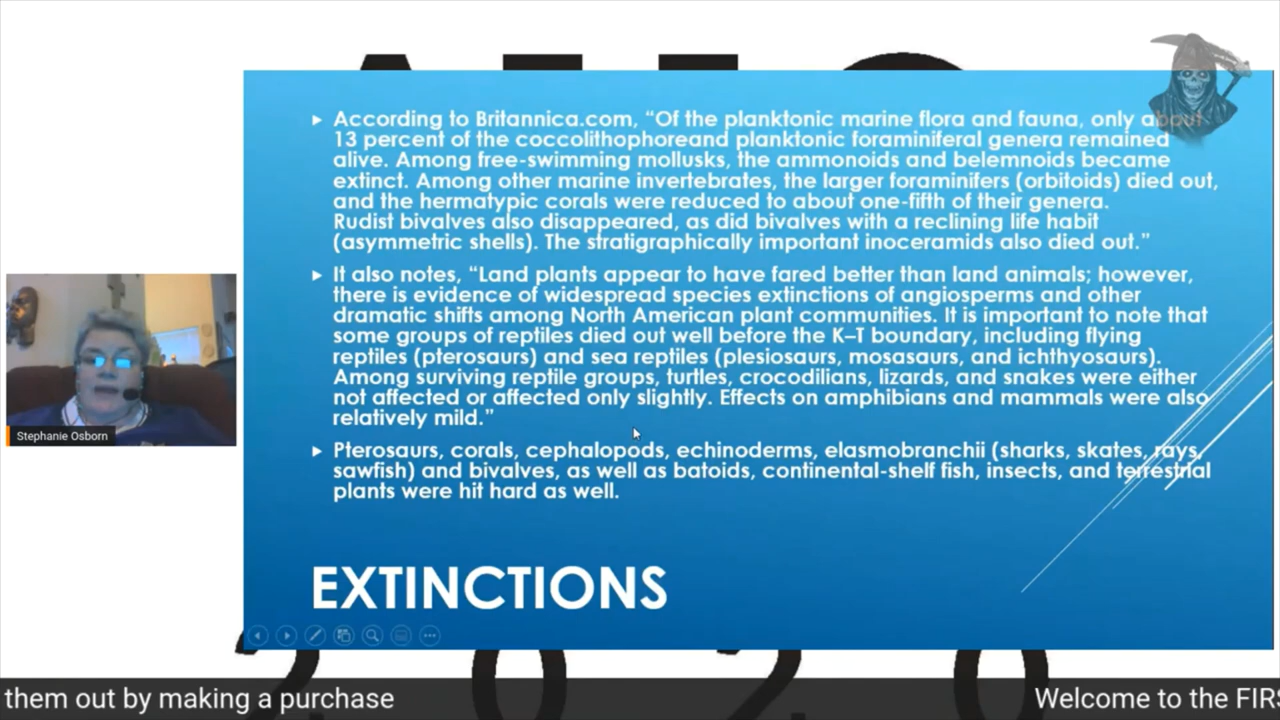 According to Britannica.com, “Of the planktonic marine flora and fauna, only about
13 percent of the coccolithophoreand planktonic foraminiferal genera remained
alive. Among free-swimming mollusks, the ammonoids and belemnoids became
extinct. Among other marine invertebrates, the larger foraminifers (orbitoids) died out,
and the hermatypic corals were reduced to about one-fifth of their genera.
Rudist bivalves also disappeared, as did bivalves with a reclining life habit
(asymmetric shells). The stratigraphically important inoceramids also died out.”
It also notes, “Land plants appear to have fared better than land animals; however,
there is evidence of widespread species extinctions of angiosperms and other
dramatic shifts among North American plant communities. It is important to note that
some groups of reptiles died out well before the K–T boundary, including flying
reptiles (pterosaurs) and sea reptiles (plesiosaurs, mosasaurs, and ichthyosaurs).
Among surviving reptile groups, turtles, crocodilians, lizards, and snakes were either
not affected or affected only slightly. Effects on amphibians and mammals were also
relatively mild.”
Pterosaurs, corals, cephalopods, echinoderms, elasmobranchii (sharks, skates, rays,
sawfish) and bivalves, as well as batoids, continental-shelf fish, insects, and terrestrial
plants were hit hard as well.
EXTINCTIONS
Stephanie Osborn
2020
them out by making a purchase
Welcome to the FIRS